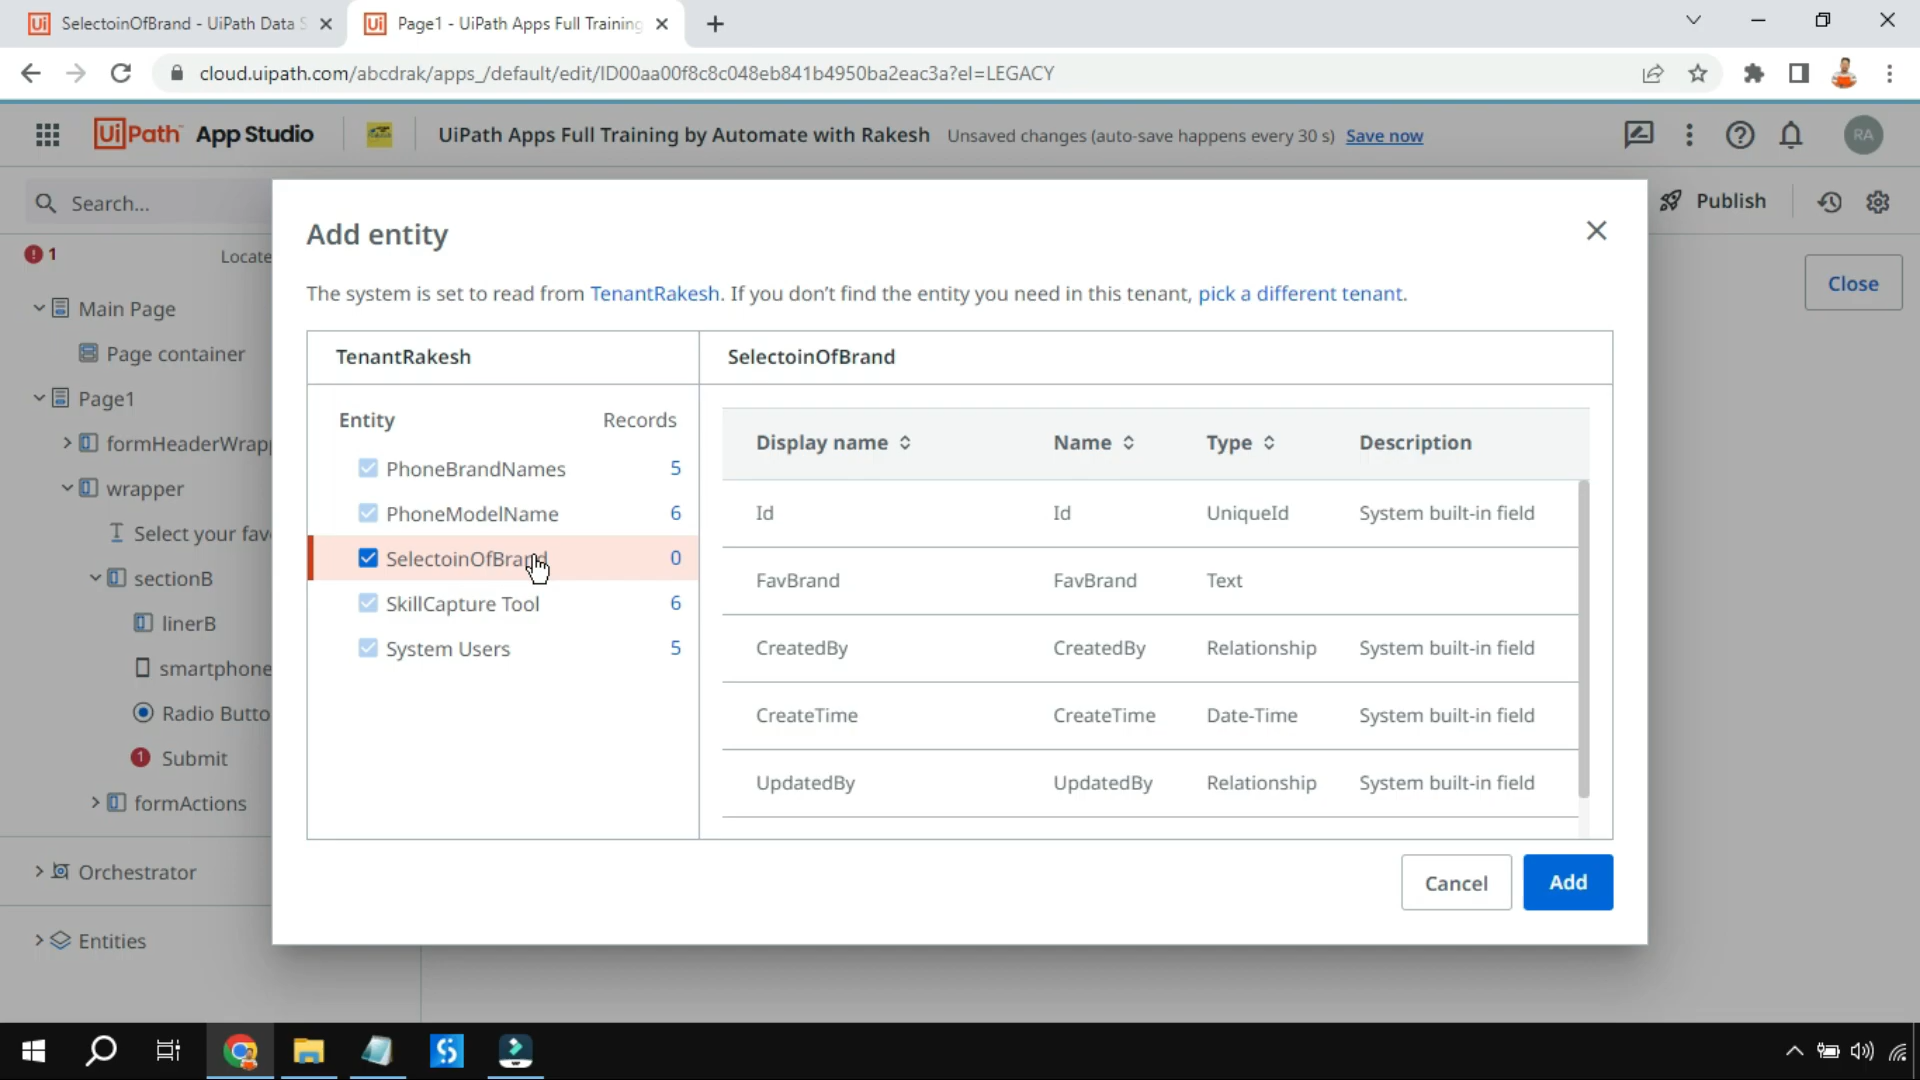 SelectoinOfBrand - UiPath Data S
Page1 - UiPath Apps Full Training
cloud.uipath.com/abcdrak/apps_/default/edit/ID00aa00f8c8c048eb841b4950ba2eac3a?el=LEGACY
UiPath App Studio
UiPath Apps Full Training by Automate with Rakesh
Unsaved changes (auto-save happens every 30 s) Save now
RA
Search...
Publish
1
Locate
Close
Main Page
Page container
Page1
formHeaderWrapp
wrapper
Select your favo
sectionB
linerB
smartphone
Radio Butto
1 Submit
formActions
Orchestrator
Entities
Add entity
The system is set to read from TenantRakesh. If you don't find the entity you need in this tenant, pick a different tenant.
TenantRakesh
SelectoinOfBrand
Entity Records
PhoneBrandNames 5
PhoneModelName 6
SelectoinOfBrand 0
SkillCapture Tool 6
System Users 5
Display name Name Type Description
Id Id UniqueId System built-in field
FavBrand FavBrand Text
CreatedBy CreatedBy Relationship System built-in field
CreateTime CreateTime Date-Time System built-in field
UpdatedBy UpdatedBy Relationship System built-in field
Cancel
Add